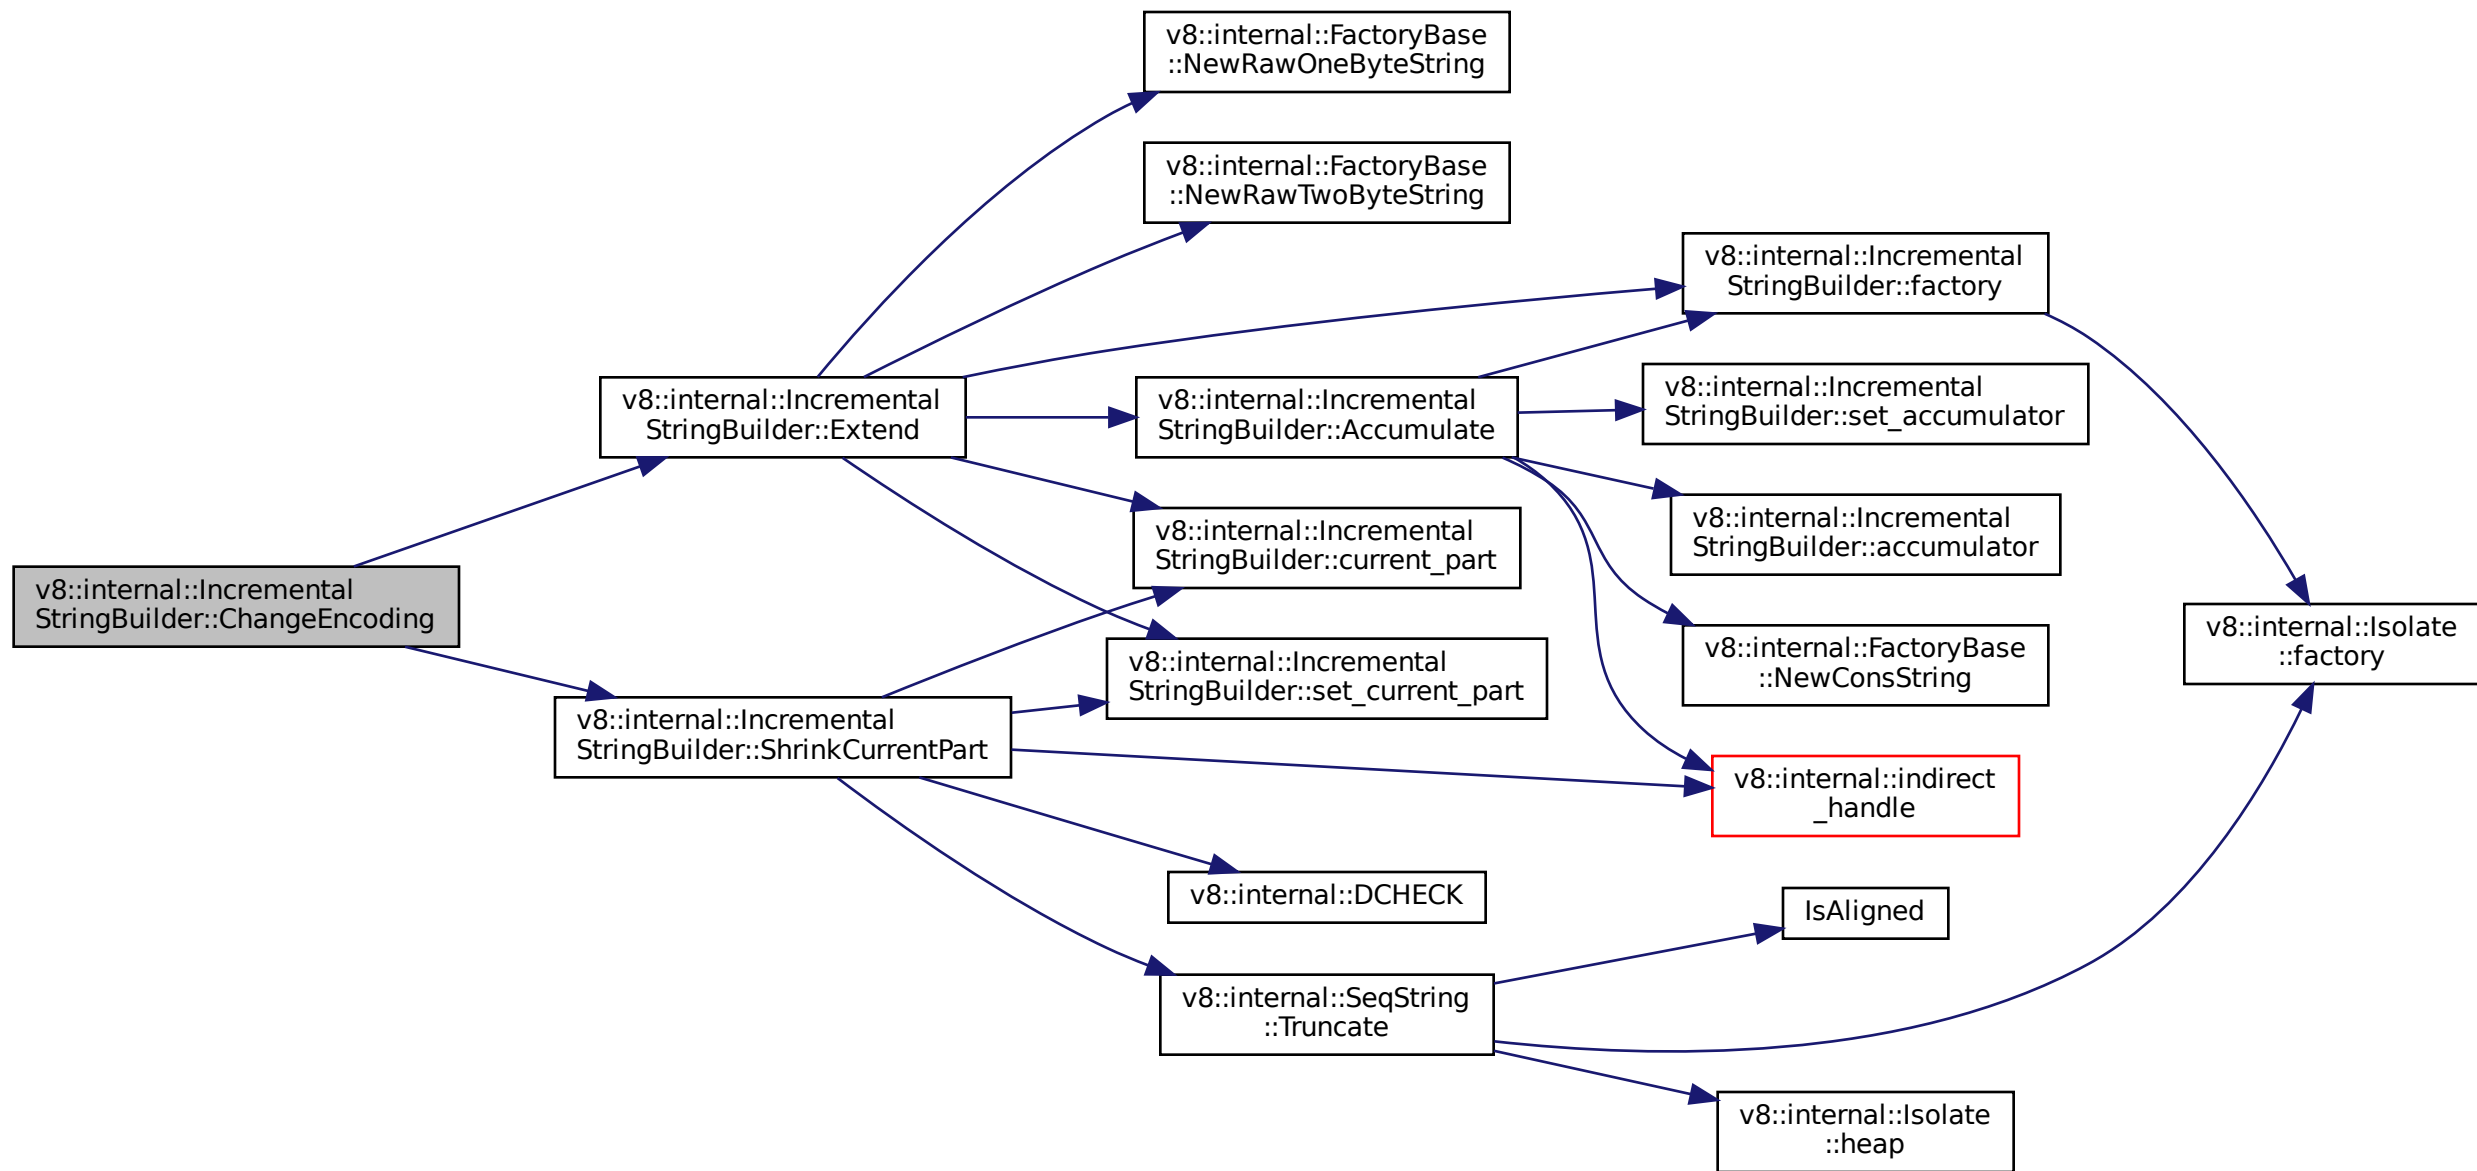 v8::internal::FactoryBase
::NewRawOneByteString
v8::internal::FactoryBase
::NewRawTwoByteString
v8::internal::Incremental
StringBuilder::factory
v8::internal::Incremental
StringBuilder::Extend
v8::internal::Incremental
StringBuilder::Accumulate
v8::internal::Incremental
StringBuilder::set_accumulator
v8::internal::Incremental
StringBuilder::accumulator
v8::internal::Incremental
StringBuilder::current_part
v8::internal::Incremental
StringBuilder::ChangeEncoding
v8::internal::Incremental
StringBuilder::set_current_part
v8::internal::FactoryBase
::NewConsString
v8::internal::Isolate
::factory
v8::internal::Incremental
StringBuilder::ShrinkCurrentPart
v8::internal::indirect
_handle
v8::internal::DCHECK
IsAligned
v8::internal::SeqString
::Truncate
v8::internal::Isolate
::heap